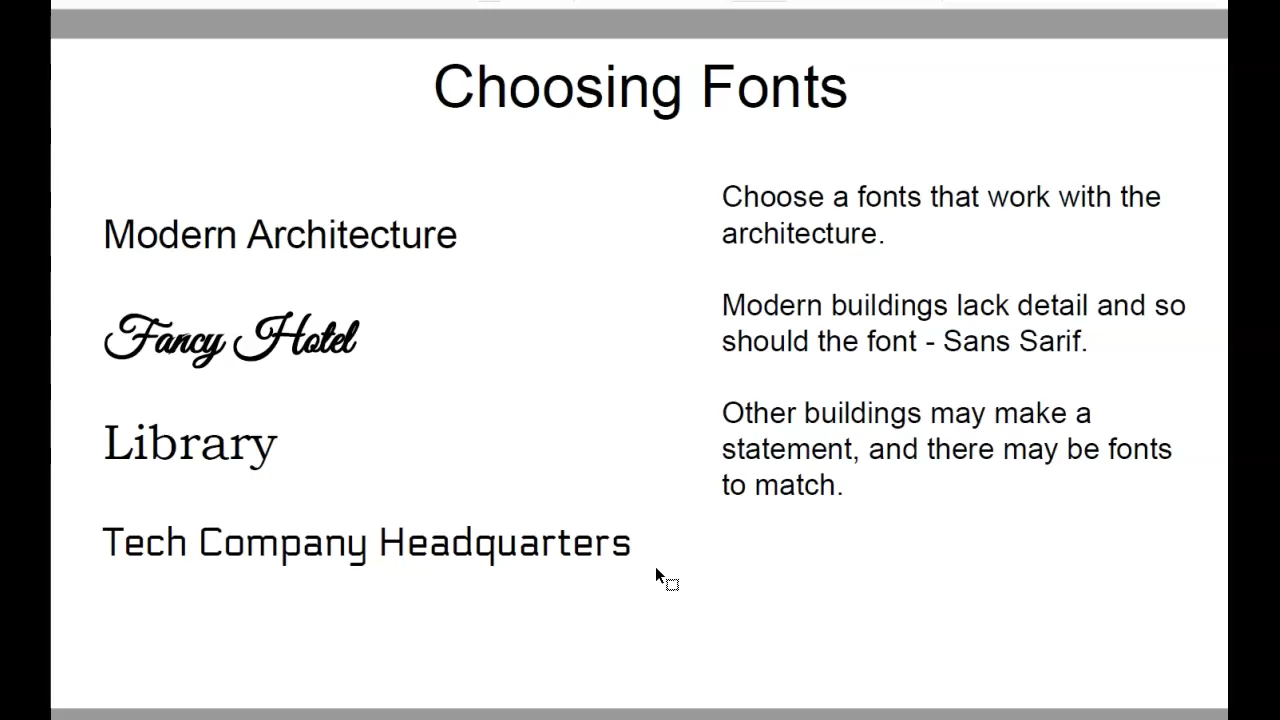 Choosing Fonts
Modern Architecture
Fancy Hotel
Library
Tech Company Headquarters
Choose a fonts that work with the
architecture.
Modern buildings lack detail and so
should the font - Sans Sarif.
Other buildings may make a
statement, and there may be fonts
to match.